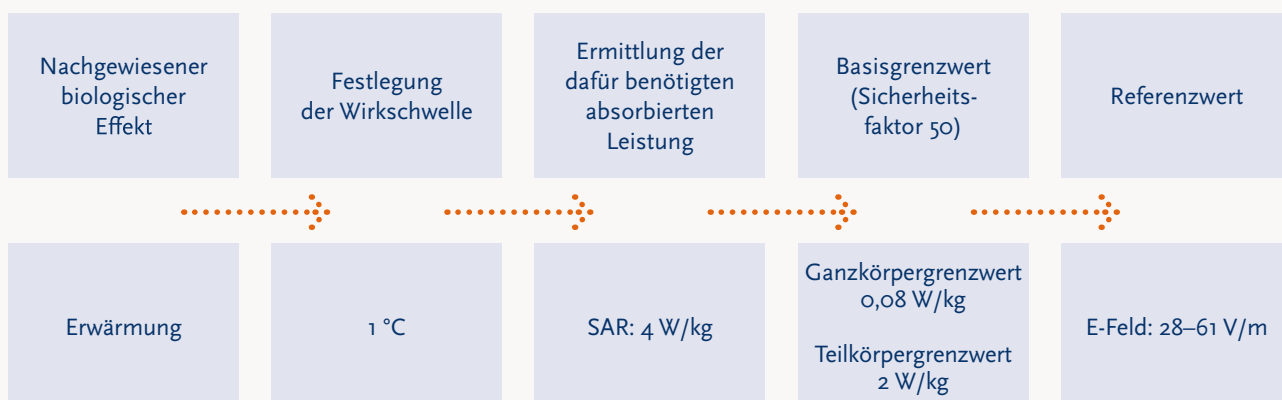 Nachgewiesener
biologischer
Effekt
Festlegung
der Wirkschwelle
Ermittlung der
dafür benötigten
absorbierten
Leistung
Basisgrenzwert
(Sicherheits-
faktor 50)
Referenzwert
Erwärmung
1 °C
SAR: 4 W/kg
Ganzkörpergrenzwert
0,08 W/kg
Teilkörpergrenzwert
2 W/kg
E-Feld: 28–61 V/m